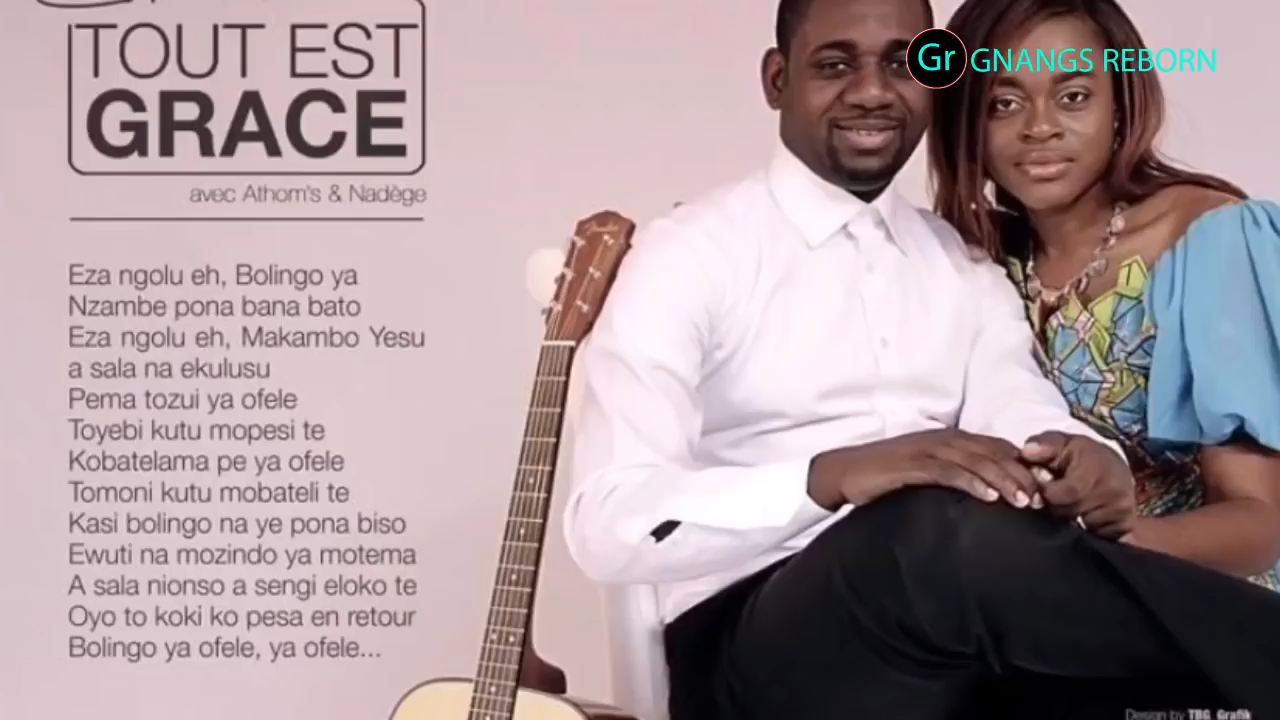 TOUT EST
GRACE
avec Athom's & Nadège
Eza ngolu eh, Bolingo ya
Nzambe pona bana bato
Eza ngolu eh, Makambo Yesu
a sala na ekulusu
Pema tozui ya ofele
Toyebi kutu mopesi te
Kobatelama pe ya ofele
Tomoni kutu mobateli te
Kasi bolingo na ye pona biso
Ewuti na mozindo ya motema
A sala nionso a sengi eloko te
Oyo to koki ko pesa en retour
Bolingo ya ofele, ya ofele...
Gr GNANGS REBORN
Design by TBG_Grafik